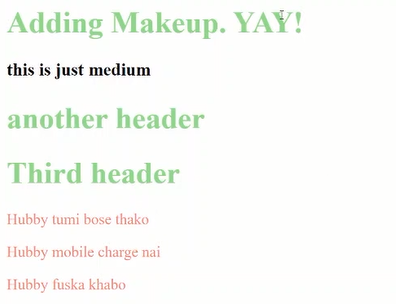 Adding Makeup. YAY!
this is just medium
another header
Third header
Hubby tumi bose thako
Hubby mobile charge nai
Hubby fuska khabo